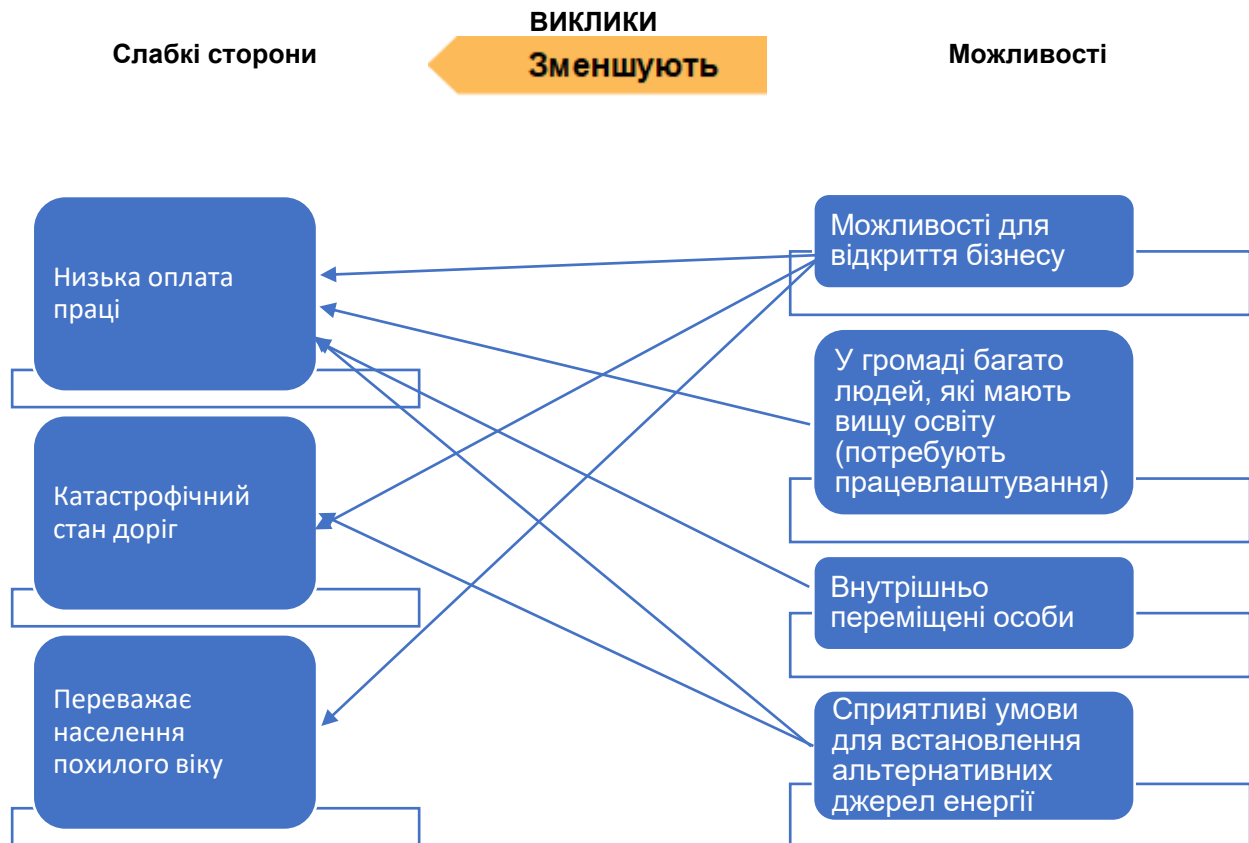 ВИКЛИКИ
Слабкі сторони
Зменшують
Можливості
Низька оплата
праці
Катастрофічний
стан доріг
Переважає
населення
похилого віку
Можливості для
відкриття бізнесу
У громаді багато
людей, які мають
вищу освіту
(потребують
працевлаштування)
Внутрішньо
переміщені особи
Сприятливі умови
для встановлення
альтернативних
джерел енергії